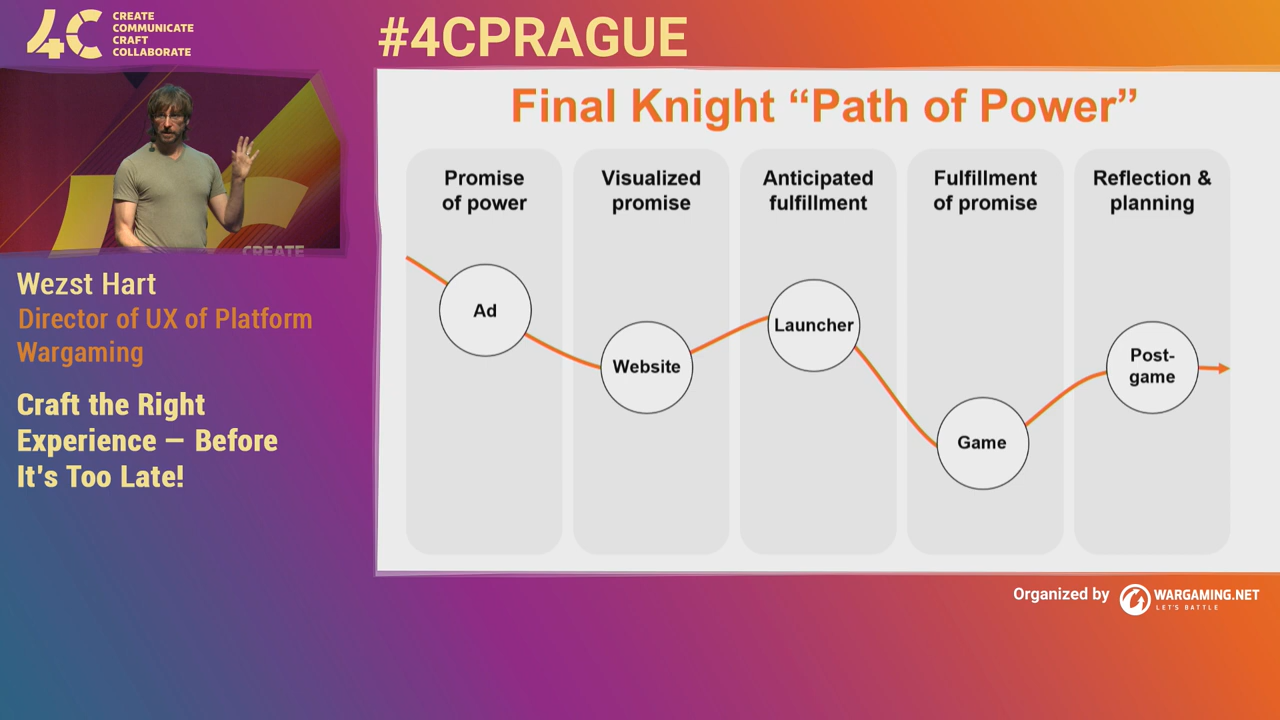 4C
CREATE
COMMUNICATE
CRAFT
COLLABORATE
#4CPRAGUE
CREATE
Wezst Hart
Director of UX of Platform
Wargaming
Craft the Right
Experience — Before
It's Too Late!
Final Knight “Path of Power”
Promise
of power
Visualized
promise
Anticipated
fulfillment
Fulfillment
of promise
Reflection &
planning
Ad
Website
Launcher
Game
Post-
game
Organized by
WARGAMING.NET
LET'S BATTLE